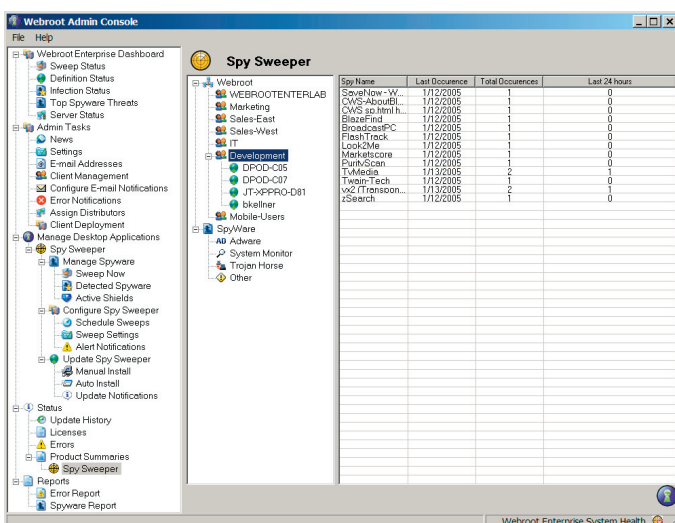 Webroot Admin Console
File Help
Webroot Enterprise Dashboard
Sweep Status
Definition Status
Infection Status
Top Spyware Threats
Server Status
Admin Tasks
News
Settings
E-mail Addresses
Client Management
Configure E-mail Notifications
Error Notifications
Assign Distributors
Client Deployment
Manage Desktop Applications
Spy Sweeper
Manage Spyware
Sweep Now
Detected Spyware
Active Shields
Configure Spy Sweeper
Schedule Sweeps
Sweep Settings
Alert Notifications
Update Spy Sweeper
Manual Install
Auto Install
Update Notifications
Status
Update History
Licenses
Errors
Product Summaries
Spy Sweeper
Reports
Error Report
Spyware Report
Spy Sweeper
Webroot
WEBROOTENTERLAB
Marketing
Sales-East
Sales-West
IT
Development
DPOD-C05
DPOD-C07
JT-XPPRO-D81
bkellner
Mobile-Users
SpyWare
AD Adware
System Monitor
Trojan Horse
Other
Spy Name Last Occurence Total Occurences Last 24 hours
SaveNow - W... 1/12/2005 1 0
CWS-AboutBl... 1/12/2005 1 0
CWS sp.html h... 1/12/2005 1 0
BlazeFind 1/12/2005 1 0
BroadcastPC 1/12/2005 1 0
FlashTrack 1/12/2005 1 0
Look2Me 1/12/2005 1 0
Marketscore 1/12/2005 1 0
PurityScan 1/12/2005 1 0
TvMedia 1/13/2005 2 1
Twain-Tech 1/12/2005 1 0
vx2 (Transpon... 1/13/2005 2 1
zSearch 1/12/2005 1 0
Webroot Enterprise System Health